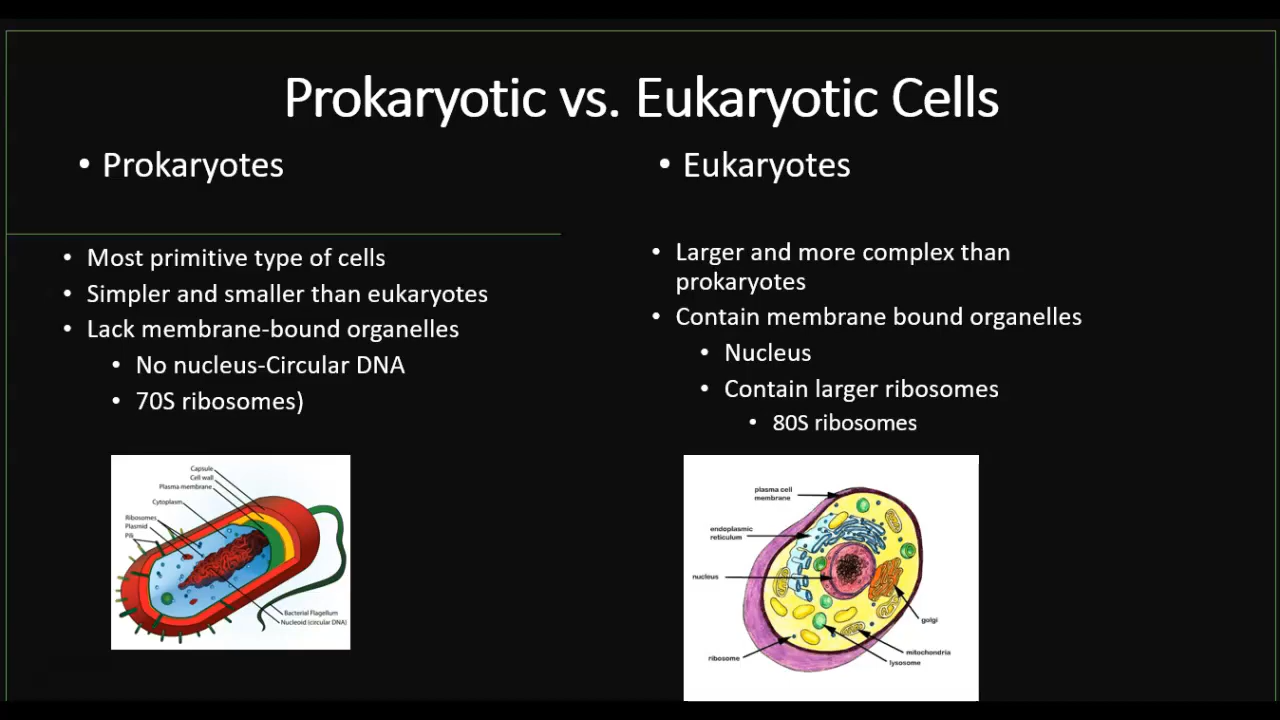 Prokaryotic vs. Eukaryotic Cells
• Prokaryotes
• Most primitive type of cells
• Simpler and smaller than eukaryotes
• Lack membrane-bound organelles
• No nucleus-Circular DNA
• 70S ribosomes)
Capsule
Cell wall
Plasma membrane
Cytoplasm
Ribosomes
Plasmid
Pili
Bacterial Flagellum
Nucleoid (circular DNA)
• Eukaryotes
• Larger and more complex than
prokaryotes
• Contain membrane bound organelles
• Nucleus
• Contain larger ribosomes
• 80S ribosomes
plasma cell
membrane
endoplasmic
reticulum
nucleus
golgi
mitochondria
lysosome
ribosome